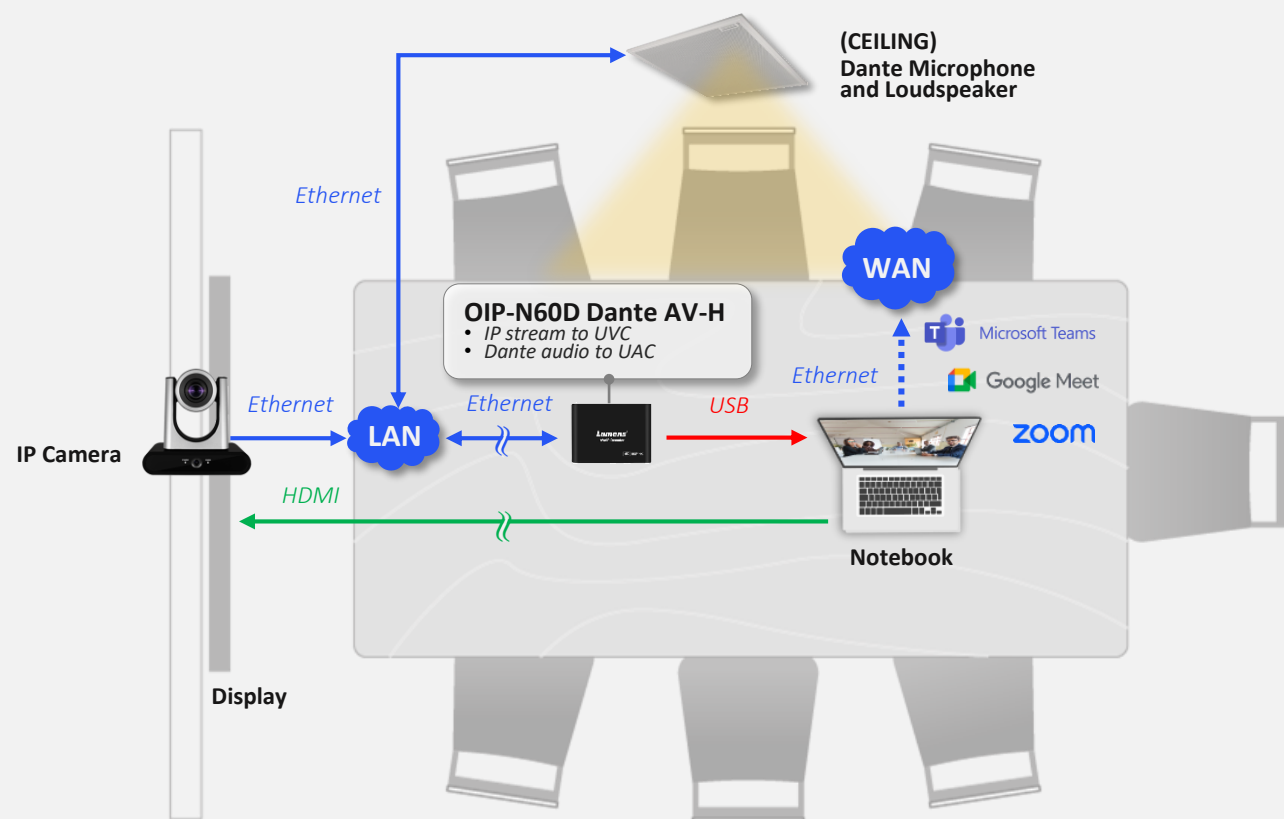 (CEILING)
Dante Microphone
and Loudspeaker
Ethernet
WAN
OIP-N60D Dante AV-H
• IP stream to UVC
• Dante audio to UAC
Microsoft Teams
Ethernet
Google Meet
Ethernet
Ethernet
USB
zoom
LAN
Lumens
IP Camera
HDMI
Notebook
Display